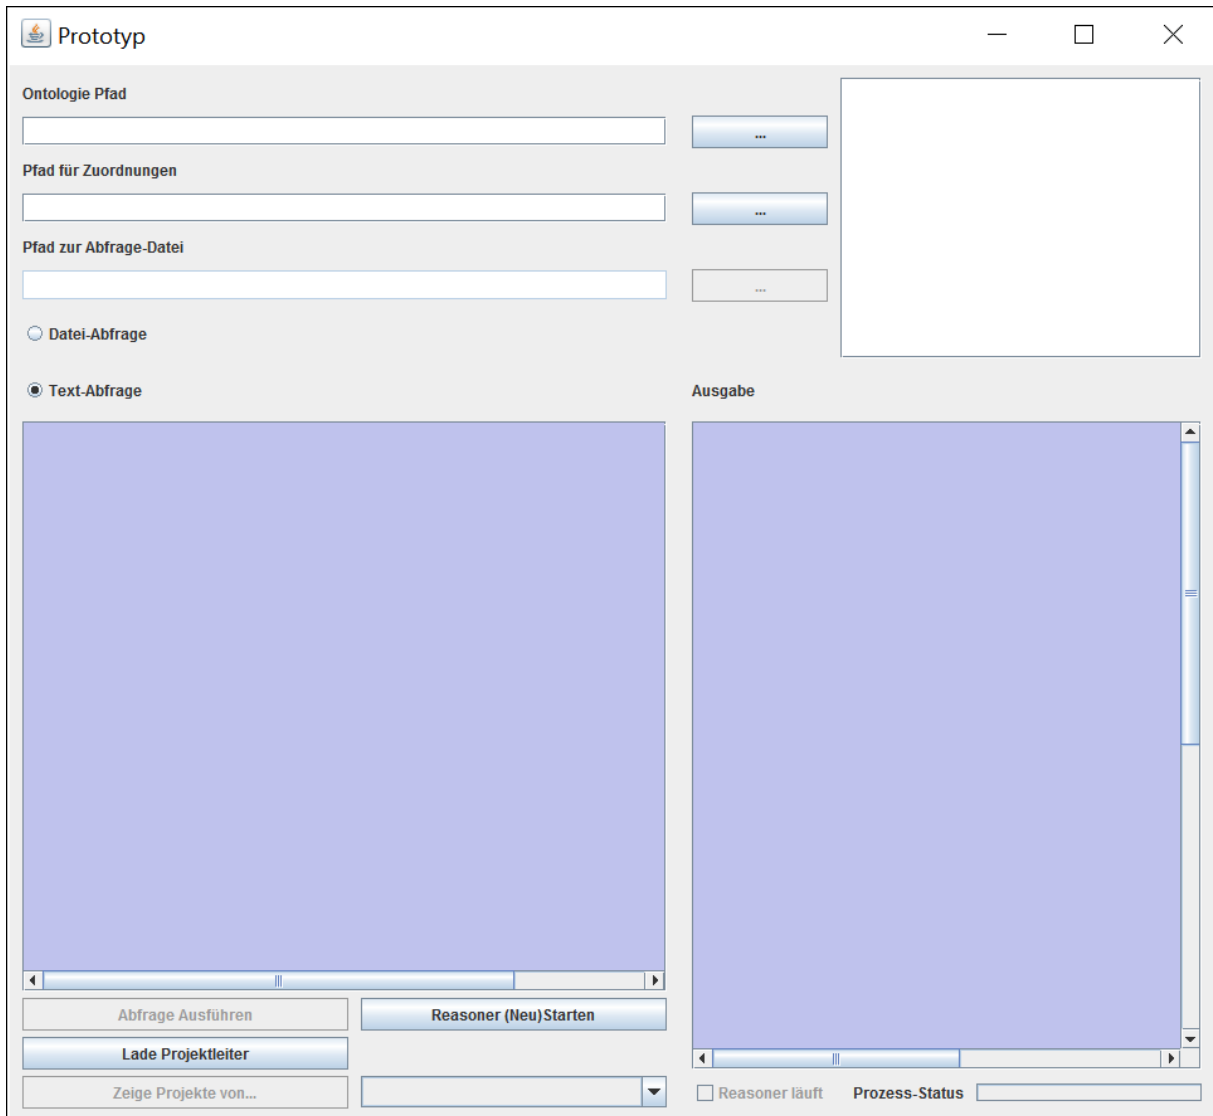 Prototyp
Ontologie Pfad
...
Pfad für Zuordnungen
...
Pfad zur Abfrage-Datei
...
Datei-Abfrage
Text-Abfrage
Ausgabe
Abfrage Ausführen
Reasoner (Neu)Starten
Lade Projektleiter
Zeige Projekte von...
Reasoner läuft
Prozess-Status